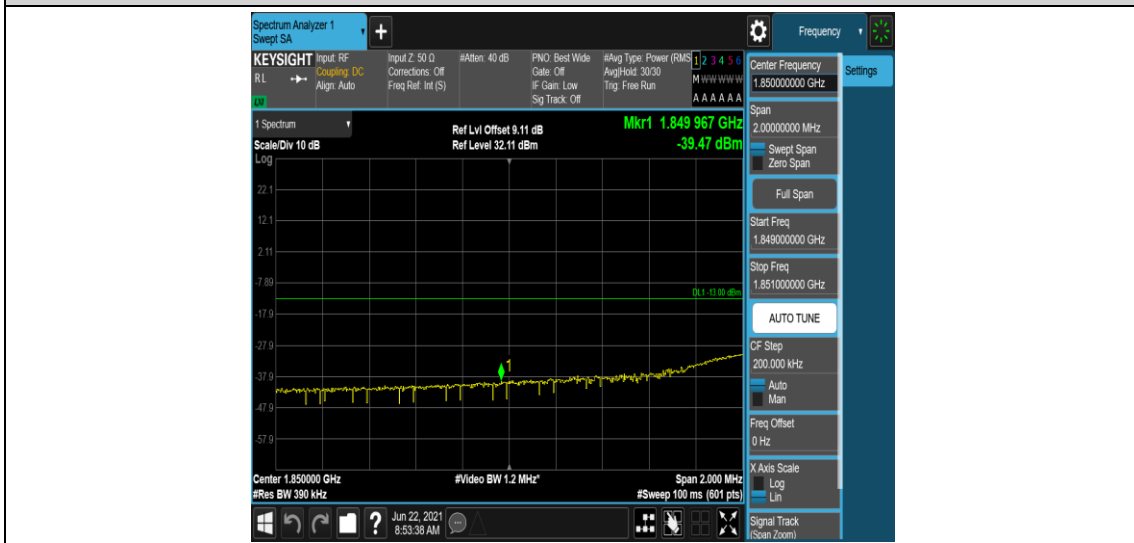 Spectrum Analyzer 1
Swept SA
Frequency
KEYSIGHT
RL
Input: RF
Coupling: DC
Align: Auto
Input Z: 50 Ω
Corrections: Off
Freq Ref: Int (S)
#Atten: 40 dB
PNO: Best Wide
Gate: Off
IF Gain: Low
Sig Track: Off
#Avg Type: Power (RMS
Avg|Hold: 30/30
Trig: Free Run
1 2 3 4 5 6
M W W W W W
A A A A A A
1 Spectrum
Scale/Div 10 dB
Log
Ref Lvl Offset 9.11 dB
Ref Level 32.11 dBm
Mkr1 1.849 967 GHz
-39.47 dBm
22.1
12.1
2.11
-7.89
DL1 -13.00 dBm
-17.9
-27.9
1
-37.9
-47.9
-57.9
Center 1.850000 GHz
#Res BW 390 kHz
#Video BW 1.2 MHz*
Span 2.000 MHz
#Sweep 100 ms (601 pts)
Jun 22, 2021
8:53:38 AM
?
Center Frequency
1.850000000 GHz
Settings
Span
2.00000000 MHz
Swept Span
Zero Span
Full Span
Start Freq
1.849000000 GHz
Stop Freq
1.851000000 GHz
AUTO TUNE
CF Step
200.000 kHz
Auto
Man
Freq Offset
0 Hz
X Axis Scale
Log
Lin
Signal Track
(Span Zoom)